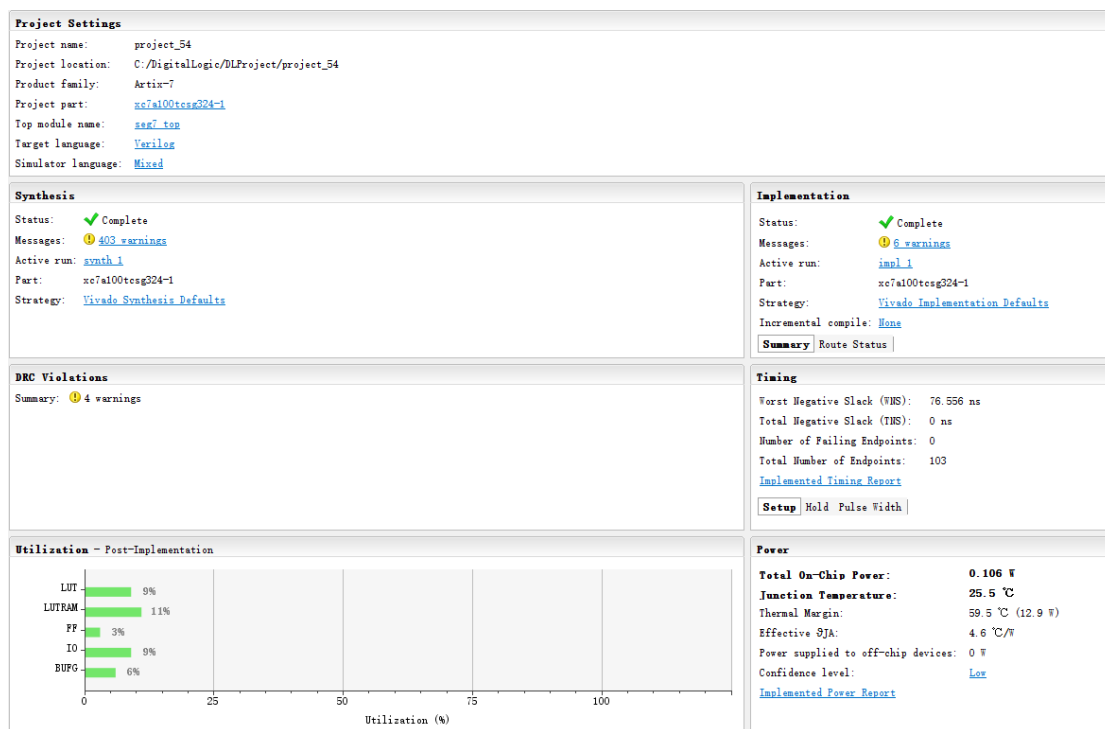 Project Settings
Project name: project_54
Project location: C:/DigitalLogic/DLProject/project_54
Product family: Artix-7
Project part: xc7a100tcsg324-1
Top module name: seg7_top
Target language: Verilog
Simulator language: Mixed
Synthesis
Status: Complete
Messages: 403 warnings
Active run: synth_1
Part: xc7a100tcsg324-1
Strategy: Vivado Synthesis Defaults
Implementation
Status: Complete
Messages: 6 warnings
Active run: impl_1
Part: xc7a100tcsg324-1
Strategy: Vivado Implementation Defaults
Incremental compile: None
Summary Route Status
DRC Violations
Summary: 4 warnings
Timing
Worst Negative Slack (WNS): 76.556 ns
Total Negative Slack (TNS): 0 ns
Number of Failing Endpoints: 0
Total Number of Endpoints: 103
Implemented Timing Report
Setup Hold Pulse Width
Utilization - Post-Implementation
LUT 9%
LUTRAM 11%
FF 3%
IO 9%
BUFG 6%
0 25 50 75 100
Utilization (%)
Power
Total On-Chip Power: 0.106 W
Junction Temperature: 25.5 ℃
Thermal Margin: 59.5 ℃ (12.9 W)
Effective ϑJA: 4.6 ℃/W
Power supplied to off-chip devices: 0 W
Confidence level: Low
Implemented Power Report